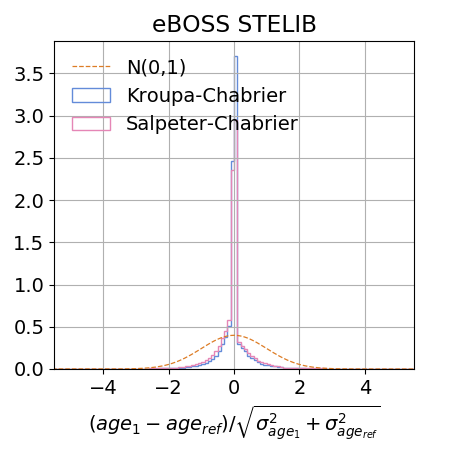 eBOSS STELIB
N(0,1)
Kroupa-Chabrier
Salpeter-Chabrier
3.5
3.0
2.5
2.0
1.5
1.0
0.5
0.0
−4 −2 0 2 4
(age₁ − age_ref)/√(σ²_age₁ + σ²_age_ref)